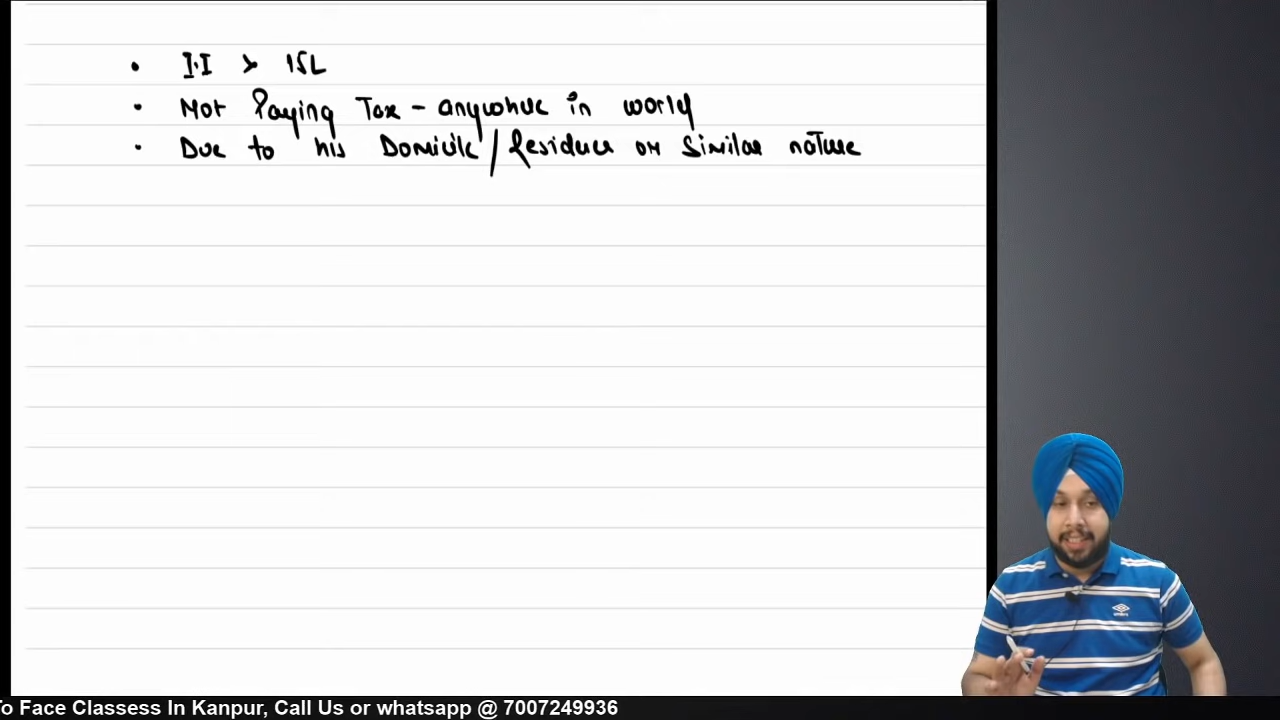 • I.I > 15L
• Not Paying Tax - anywhere in world
• Due to his Domicile / Residence or Similar nature
To Face Classess In Kanpur, Call Us or whatsapp @ 7007249936